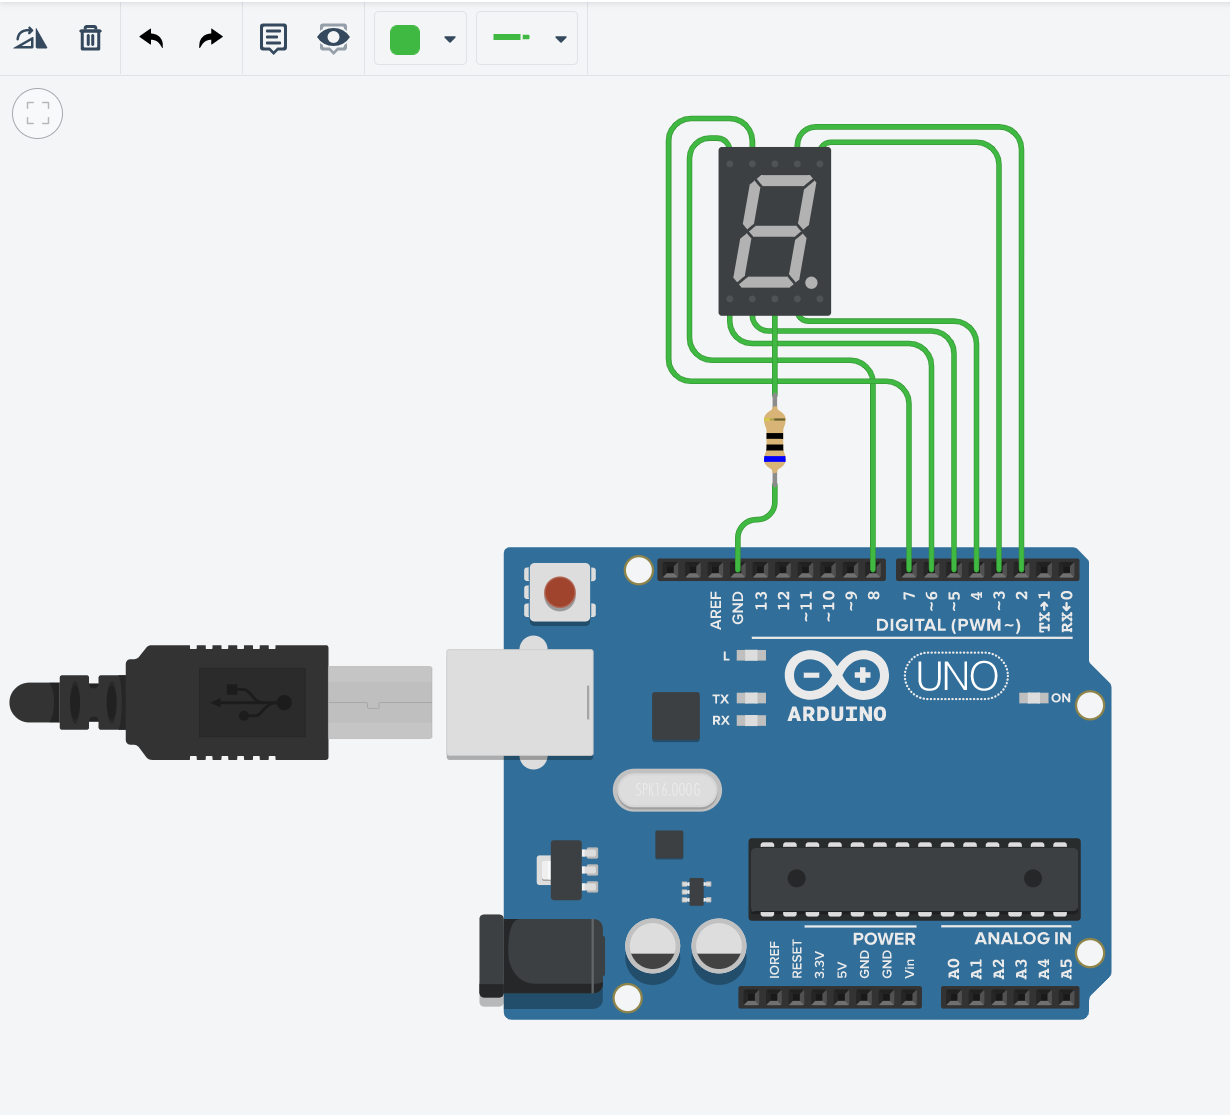 AREF
GND
13
12
~11
~10
~9
8
7
~6
~5
4
~3
2
TX→1
RX←0
DIGITAL (PWM ~)
L
TX
RX
UNO
ARDUINO
ON
SPK16.000G
POWER
ANALOG IN
IOREF
RESET
3.3V
5V
GND
GND
Vin
A0
A1
A2
A3
A4
A5